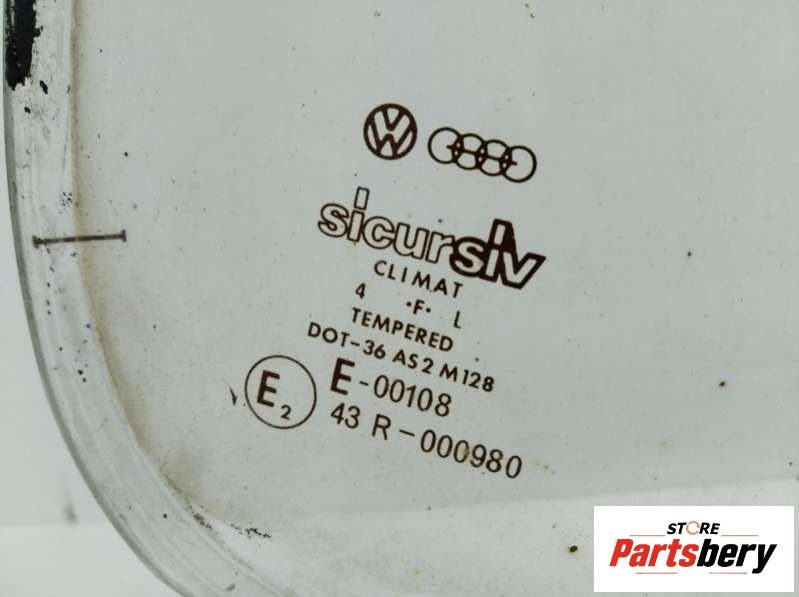 VW
sicursiv
CLIMAT
4 ·F· L
TEMPERED
DOT-36 AS2 M128
E-00108
E2
43 R-000980
STORE
Partsbery